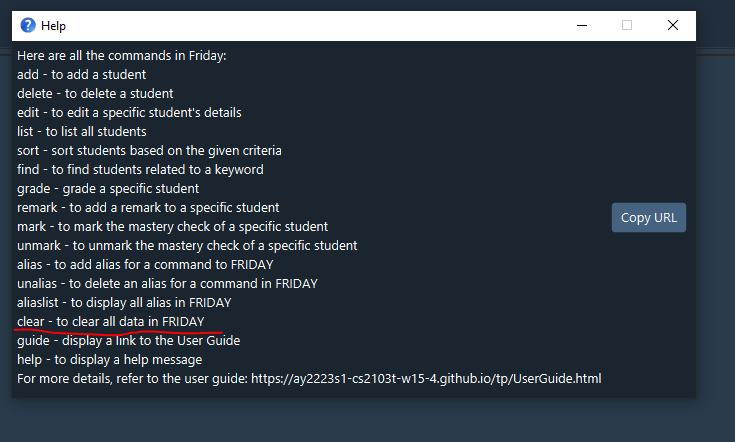 Help
Here are all the commands in Friday:
add - to add a student
delete - to delete a student
edit - to edit a specific student's details
list - to list all students
sort - sort students based on the given criteria
find - to find students related to a keyword
grade - grade a specific student
remark - to add a remark to a specific student
mark - to mark the mastery check of a specific student
unmark - to unmark the mastery check of a specific student
alias - to add alias for a command to FRIDAY
unalias - to delete an alias for a command in FRIDAY
aliaslist - to display all alias in FRIDAY
clear - to clear all data in FRIDAY
guide - display a link to the User Guide
help - to display a help message
For more details, refer to the user guide: https://ay2223s1-cs2103t-w15-4.github.io/tp/UserGuide.html
Copy URL